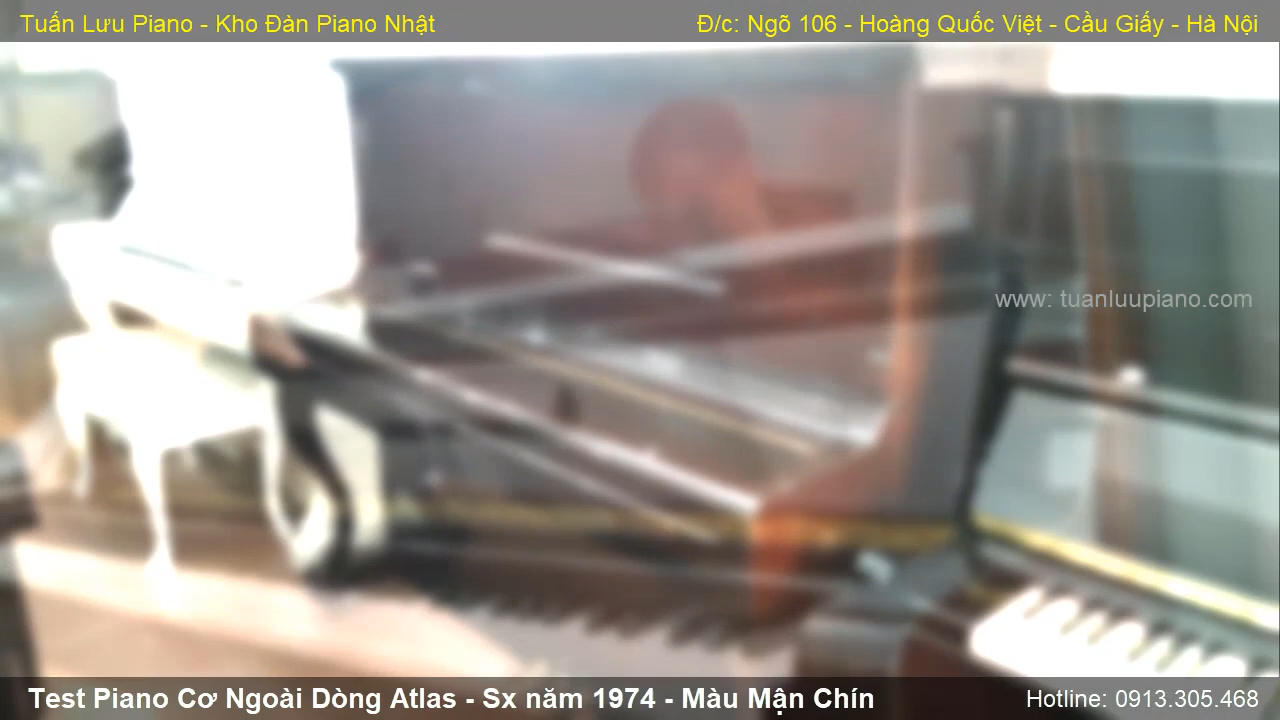 Tuấn Lưu Piano - Kho Đàn Piano Nhật
Đ/c: Ngõ 106 - Hoàng Quốc Việt - Cầu Giấy - Hà Nội
www: tuanluupiano.com
Test Piano Cơ Ngoài Dòng Atlas - Sx năm 1974 - Màu Mận Chín
Hotline: 0913.305.468